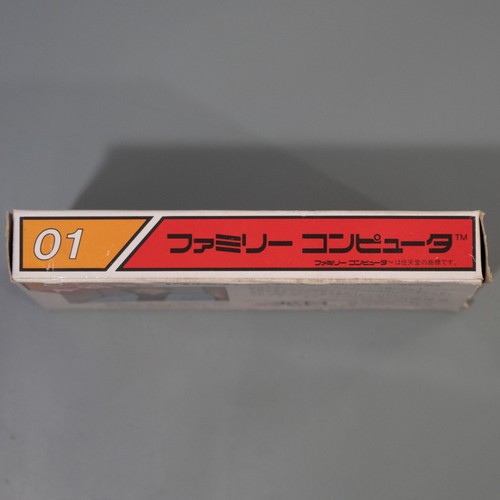 01
ファミリー コンピュータ™
ファミリー コンピュータ™は任天堂の商標です。